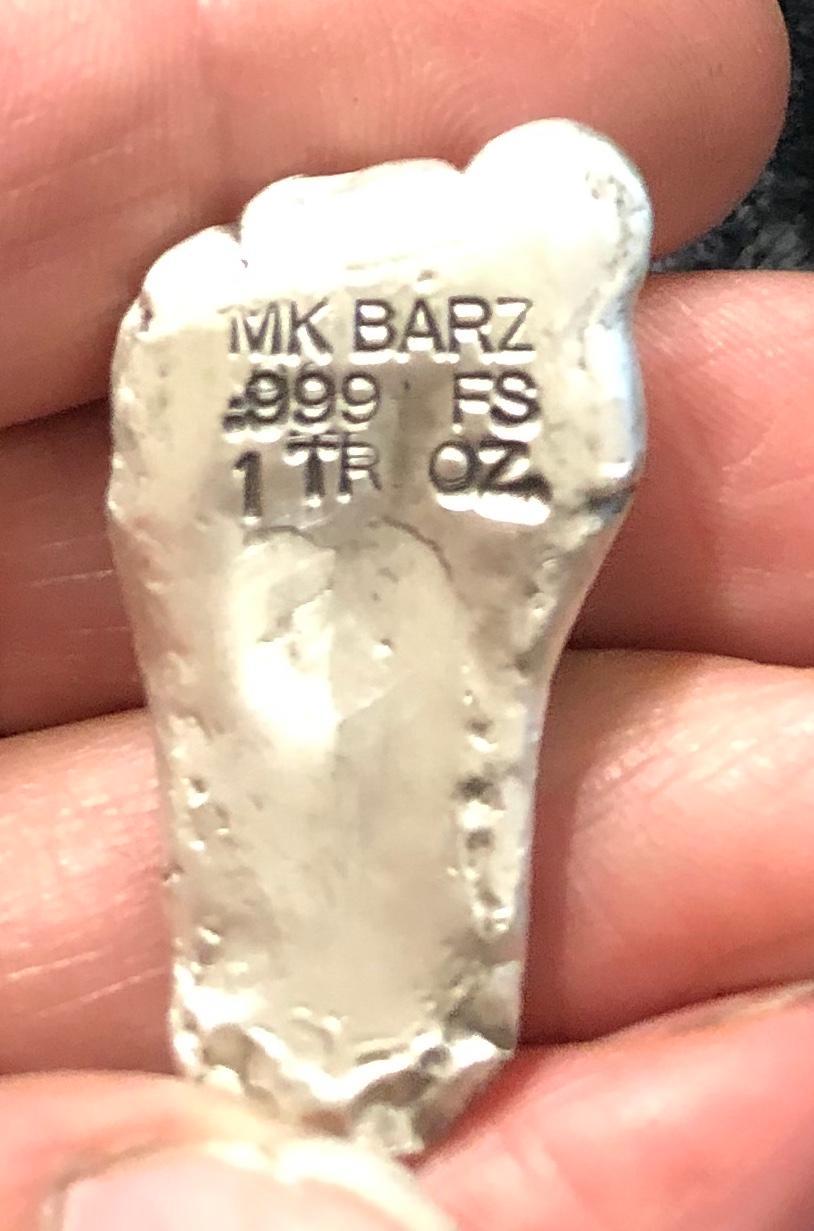 MK BARZ
.999 FS
1 TR OZ